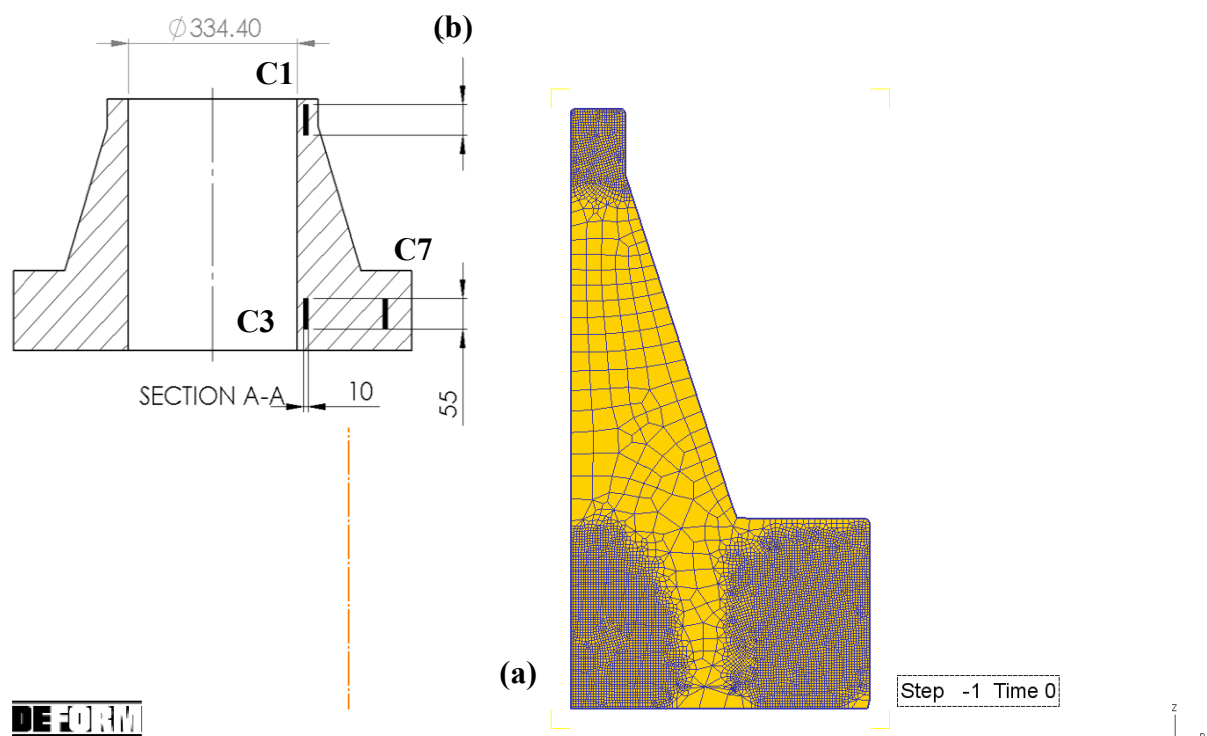 Ø334.40
(b)
C1
C7
C3
SECTION A-A
10
55
(a)
Step -1 Time 0
DEFORM
Z
R